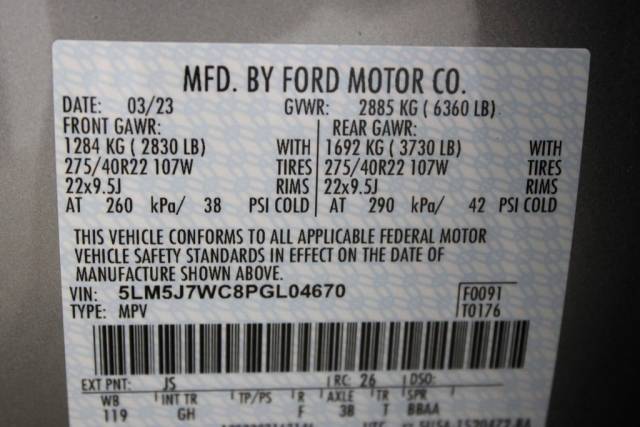 MFD. BY FORD MOTOR CO.
DATE: 03/23 GVWR: 2885 KG ( 6360 LB)
FRONT GAWR: REAR GAWR:
1284 KG ( 2830 LB) WITH 1692 KG ( 3730 LB) WITH
275/40R22 107W TIRES 275/40R22 107W TIRES
22x9.5J RIMS 22x9.5J RIMS
AT 260 kPa/ 38 PSI COLD AT 290 kPa/ 42 PSI COLD
THIS VEHICLE CONFORMS TO ALL APPLICABLE FEDERAL MOTOR
VEHICLE SAFETY STANDARDS IN EFFECT ON THE DATE OF
MANUFACTURE SHOWN ABOVE.
VIN: 5LM5J7WC8PGL04670 F0091
TYPE: MPV T0176
EXT PNT: JS RC: 26 DSO:
WB INT TR TP/PS R AXLE TR SPR
119 GH F 3B T BBAA